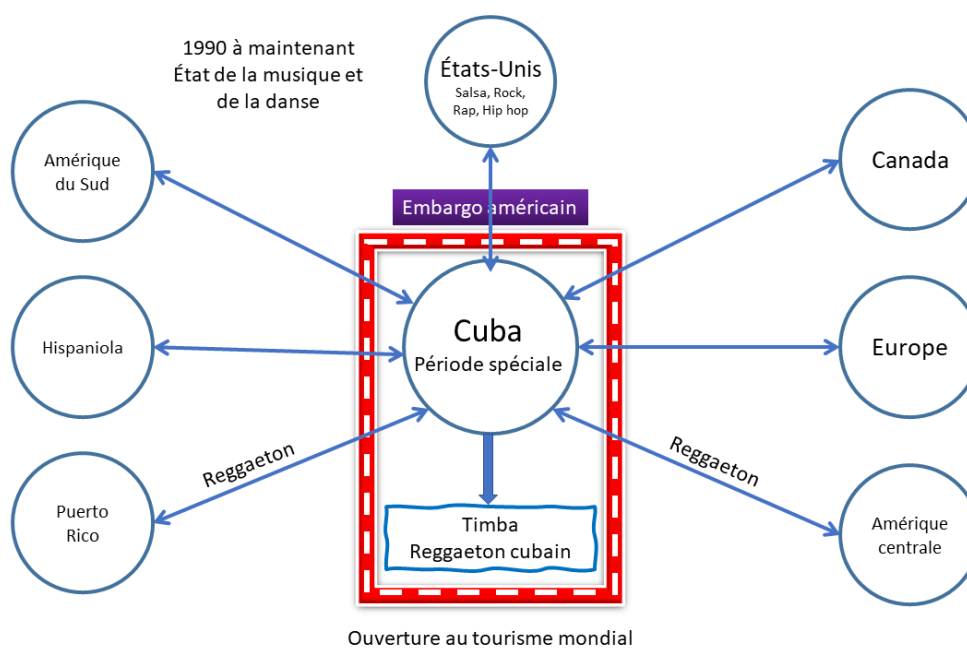 1990 à maintenant
État de la musique et
de la danse
États-Unis
Salsa, Rock,
Rap, Hip hop
Amérique
du Sud
Canada
Embargo américain
Cuba
Période spéciale
Hispaniola
Europe
Reggaeton
Reggaeton
Puerto
Rico
Timba
Reggaeton cubain
Amérique
centrale
Ouverture au tourisme mondial